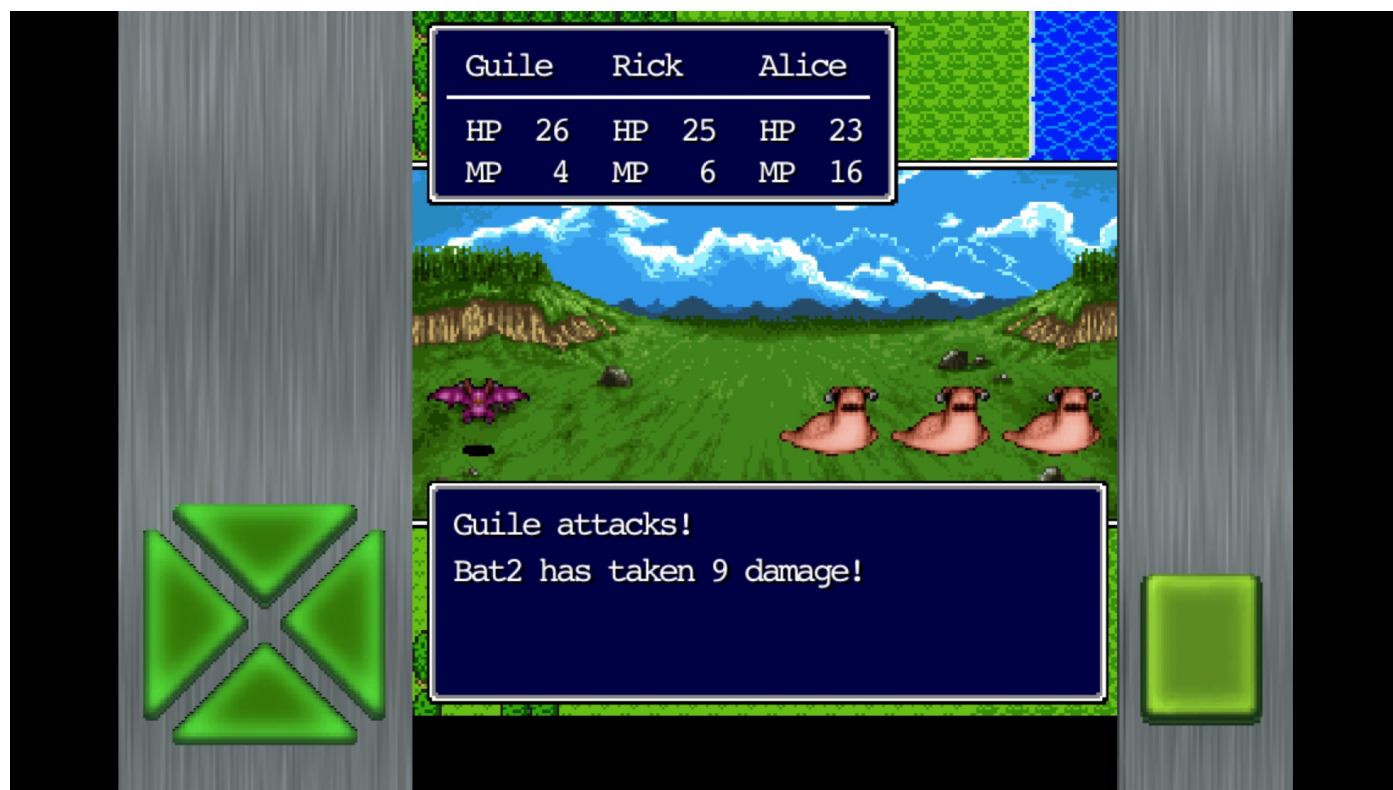 Guile Rick Alice
HP 26 HP 25 HP 23
MP 4 MP 6 MP 16
Guile attacks!
Bat2 has taken 9 damage!